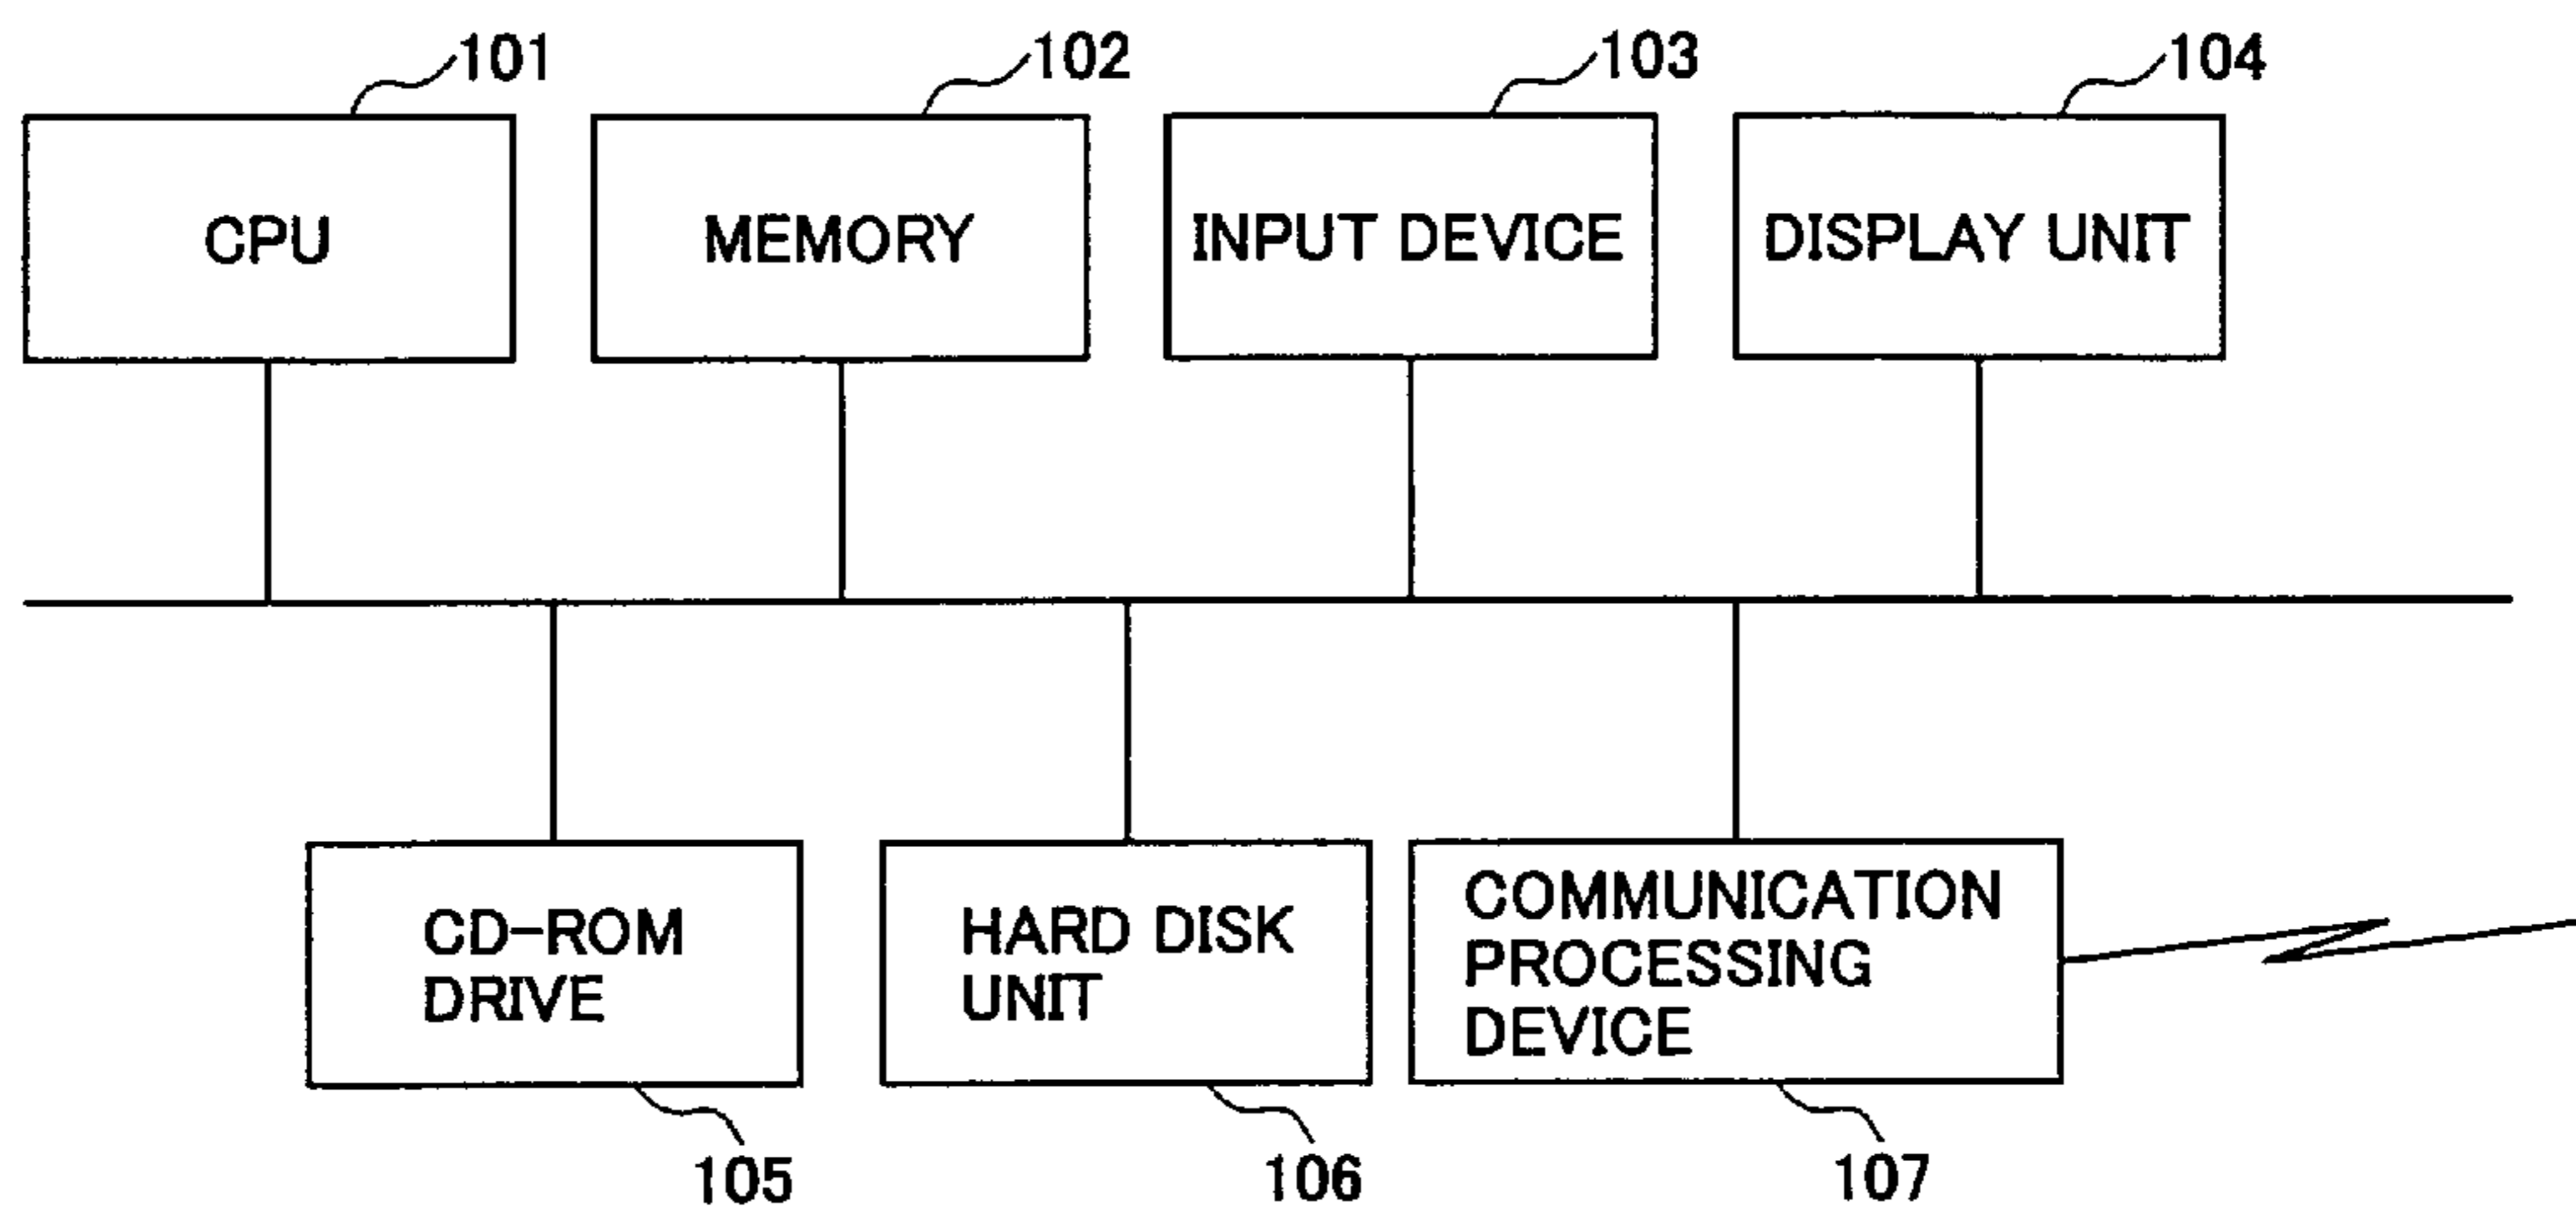 101
102
103
104
CPU
MEMORY
INPUT DEVICE
DISPLAY UNIT
CD-ROM
DRIVE
HARD DISK
UNIT
COMMUNICATION
PROCESSING
DEVICE
105
106
107